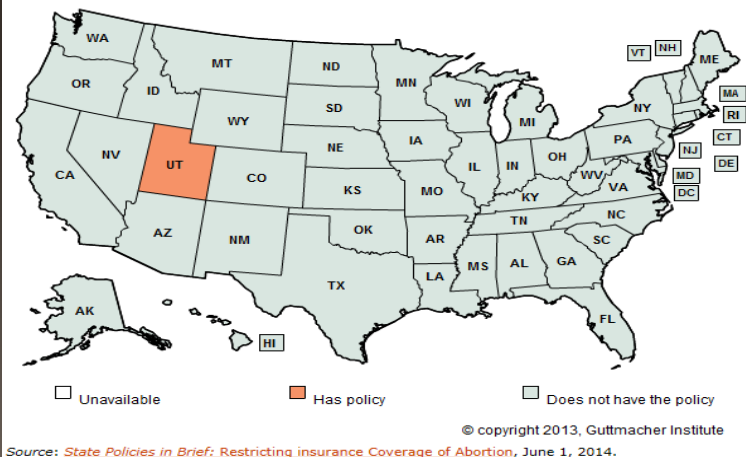 WA
MT
ND
MN
VT
NH
ME
OR
ID
SD
WI
MI
NY
MA
RI
WY
CT
NV
UT
NE
IA
PA
NJ
DE
CA
CO
IL
IN
OH
WV
VA
MD
DC
KS
MO
KY
AZ
NM
OK
AR
TN
NC
SC
TX
LA
MS
AL
GA
FL
AK
HI
Unavailable
Has policy
Does not have the policy
© copyright 2013, Guttmacher Institute
Source: State Policies in Brief: Restricting insurance Coverage of Abortion, June 1, 2014.